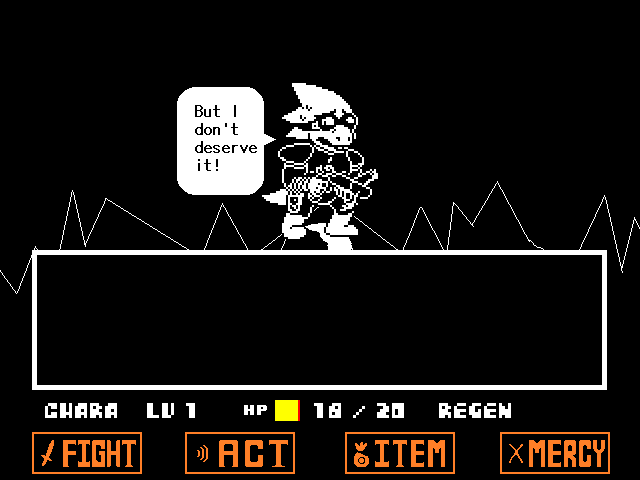 But I
don't
deserve
it!
CHARA LV 1 HP 18 / 20 REGEN
FIGHT ACT ITEM MERCY